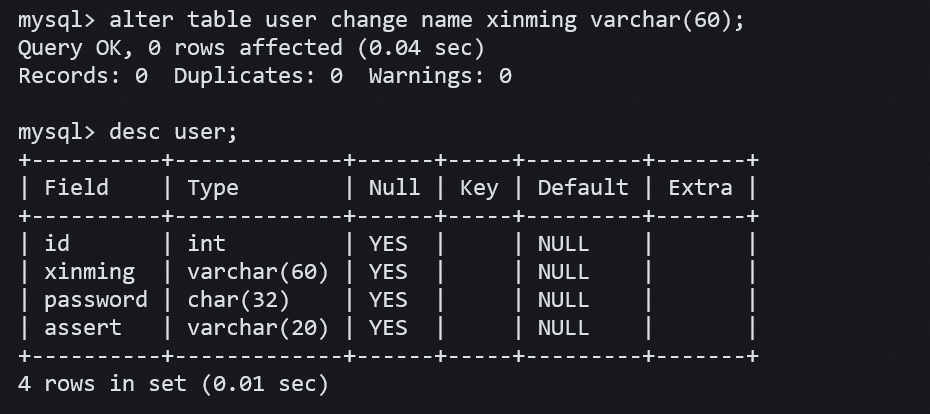 mysql> alter table user change name xinming varchar(60);
Query OK, 0 rows affected (0.04 sec)
Records: 0  Duplicates: 0  Warnings: 0

mysql> desc user;
+----------+-------------+------+-----+---------+-------+
| Field    | Type        | Null | Key | Default | Extra |
+----------+-------------+------+-----+---------+-------+
| id       | int         | YES  |     | NULL    |       |
| xinming  | varchar(60) | YES  |     | NULL    |       |
| password | char(32)    | YES  |     | NULL    |       |
| assert   | varchar(20) | YES  |     | NULL    |       |
+----------+-------------+------+-----+---------+-------+
4 rows in set (0.01 sec)